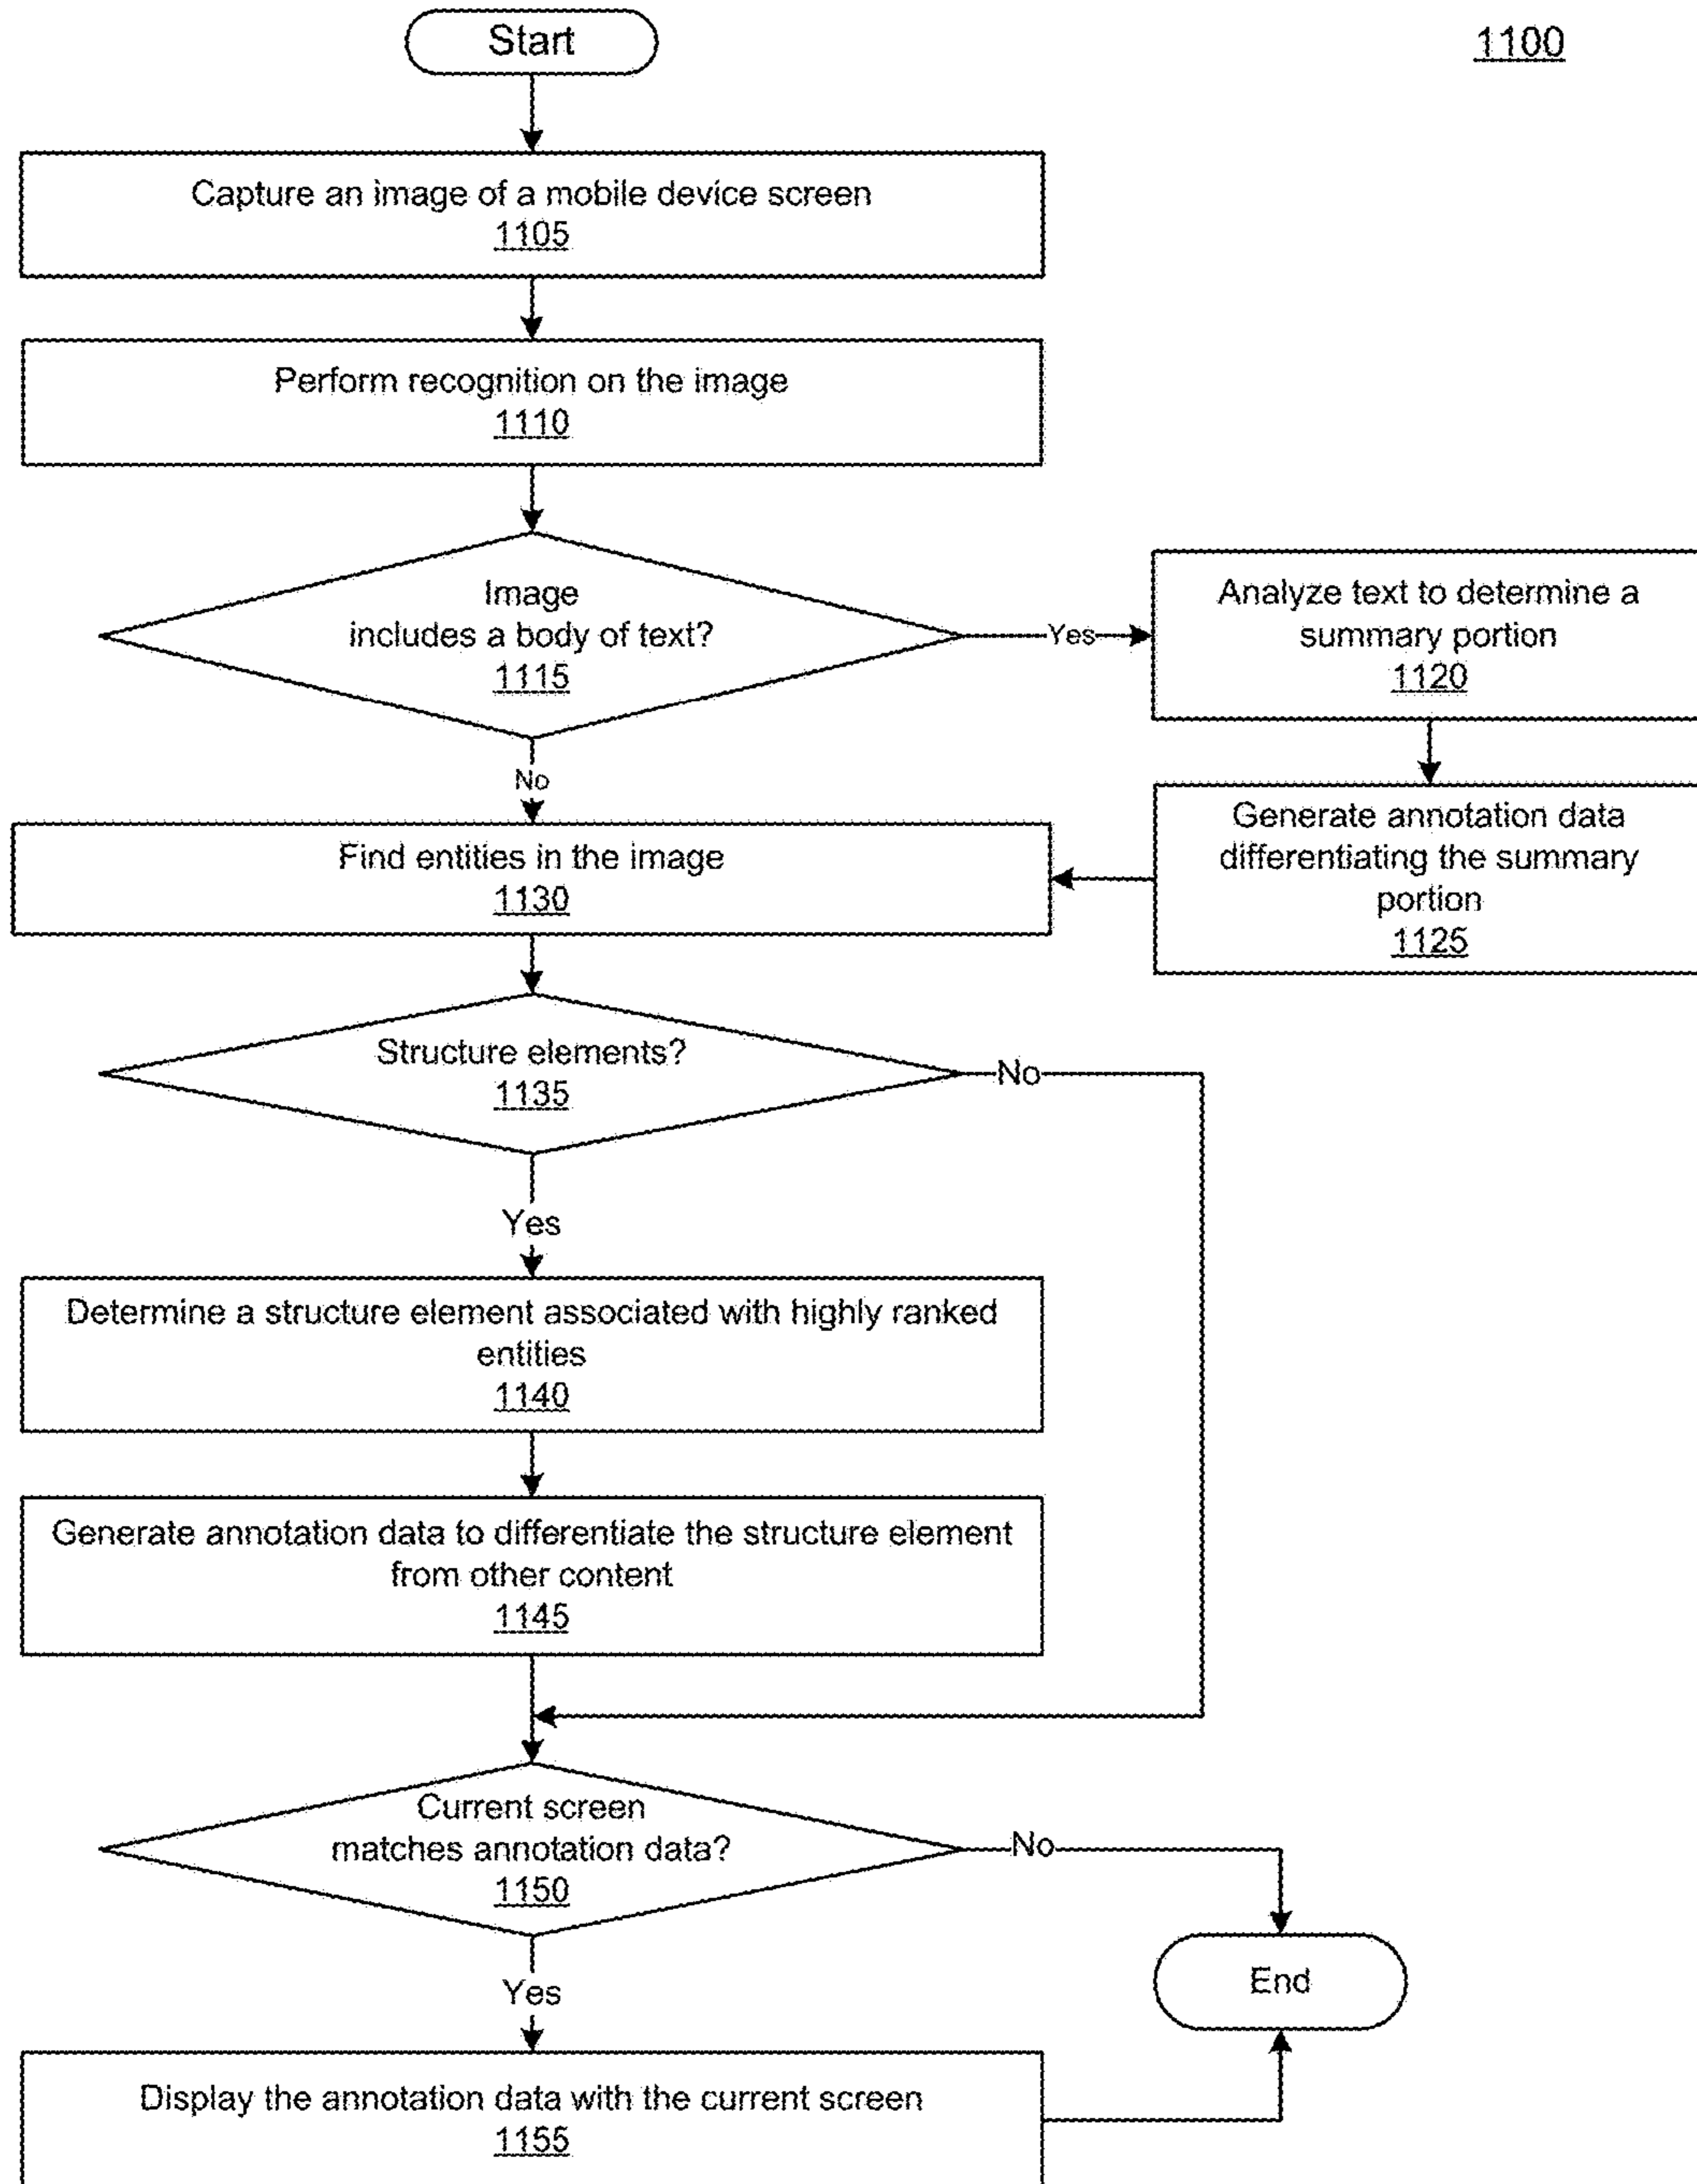 Start
1100
Capture an image of a mobile device screen
1105
Perform recognition on the image
1110
Image
includes a body of text?
1115
Yes
Analyze text to determine a
summary portion
1120
No
Generate annotation data
differentiating the summary
portion
1125
Find entities in the image
1130
Structure elements?
1135
No
Yes
Determine a structure element associated with highly ranked
entities
1140
Generate annotation data to differentiate the structure element
from other content
1145
Current screen
matches annotation data?
1150
No
End
Yes
Display the annotation data with the current screen
1155